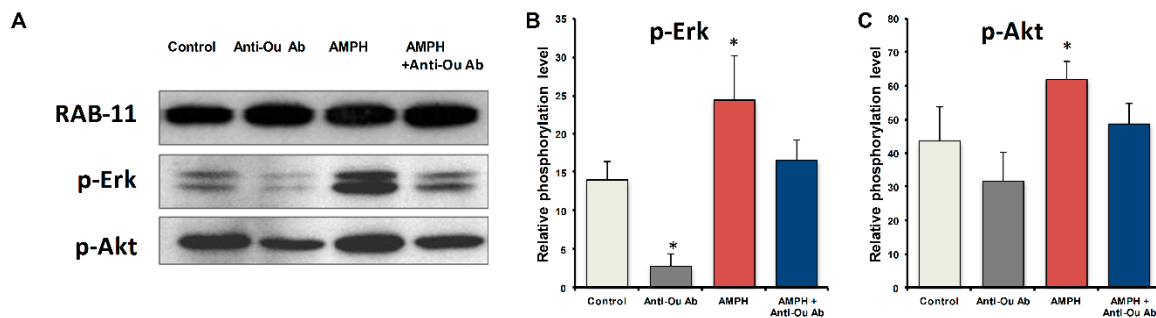 A
Control Anti-Ou Ab AMPH AMPH
+Anti-Ou Ab
RAB-11
p-Erk
p-Akt
B
p-Erk
Relative phosphorylation level
35
30
25
20
15
10
5
0
*
*
Control Anti-Ou Ab AMPH AMPH +
Anti-Ou Ab
C
p-Akt
Relative phosphorylation level
80
70
60
50
40
30
20
10
0
*
Control Anti-Ou Ab AMPH AMPH +
Anti-Ou Ab